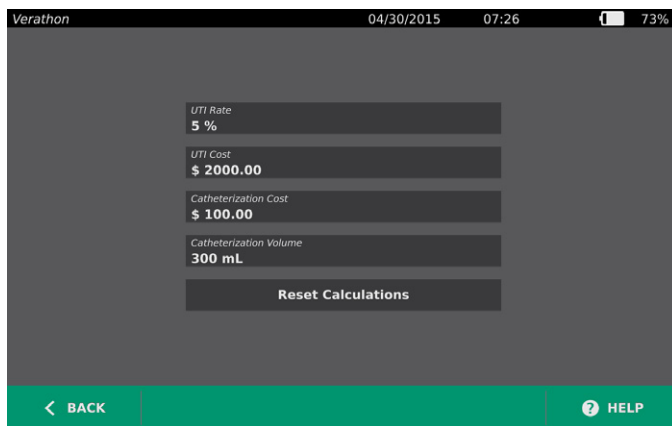 Verathon 04/30/2015 07:26 73%
UTI Rate
5 %
UTI Cost
$ 2000.00
Catheterization Cost
$ 100.00
Catheterization Volume
300 mL
Reset Calculations
BACK ? HELP